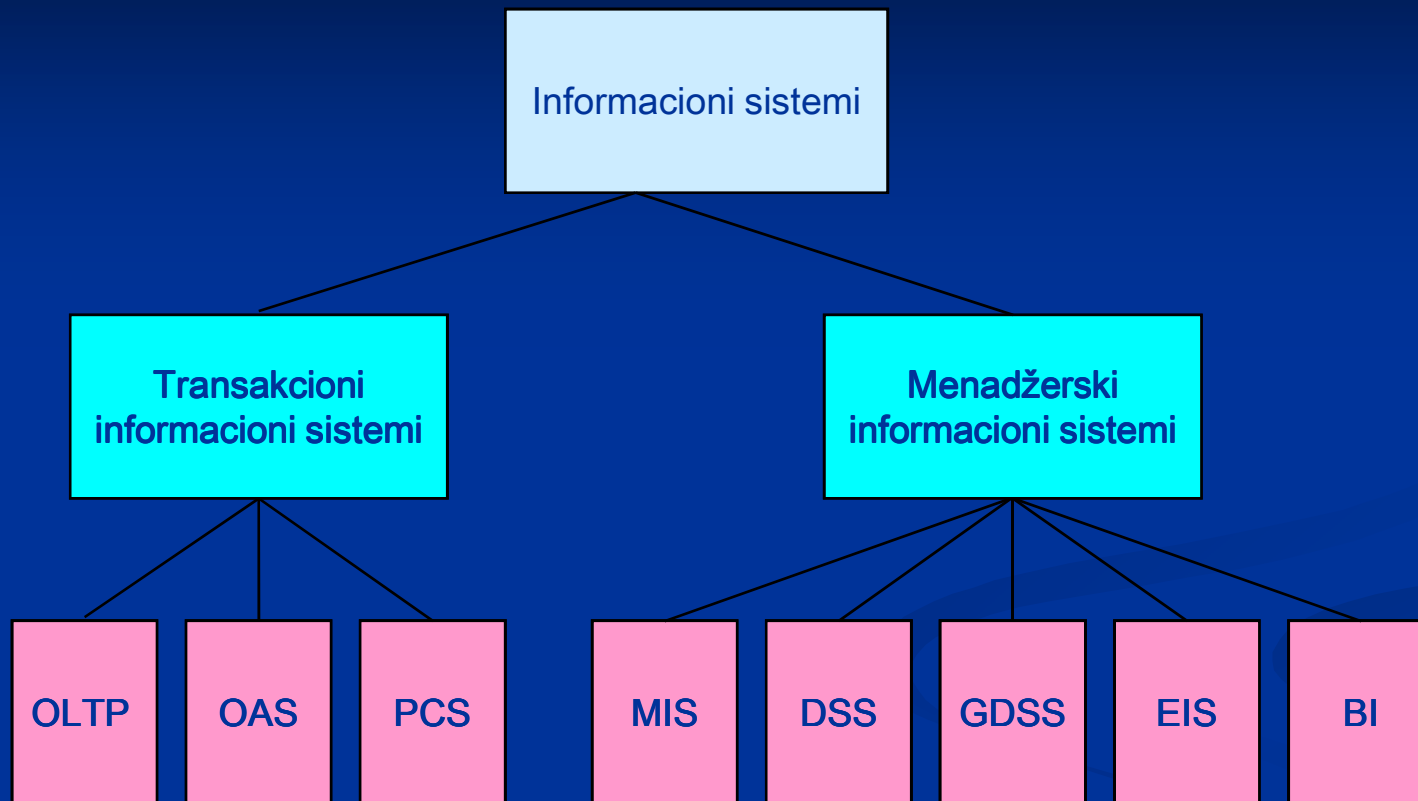 Informacioni sistemi
Transakcioni
informacioni sistemi
Menadžerski
informacioni sistemi
OLTP
OAS
PCS
MIS
DSS
GDSS
EIS
BI